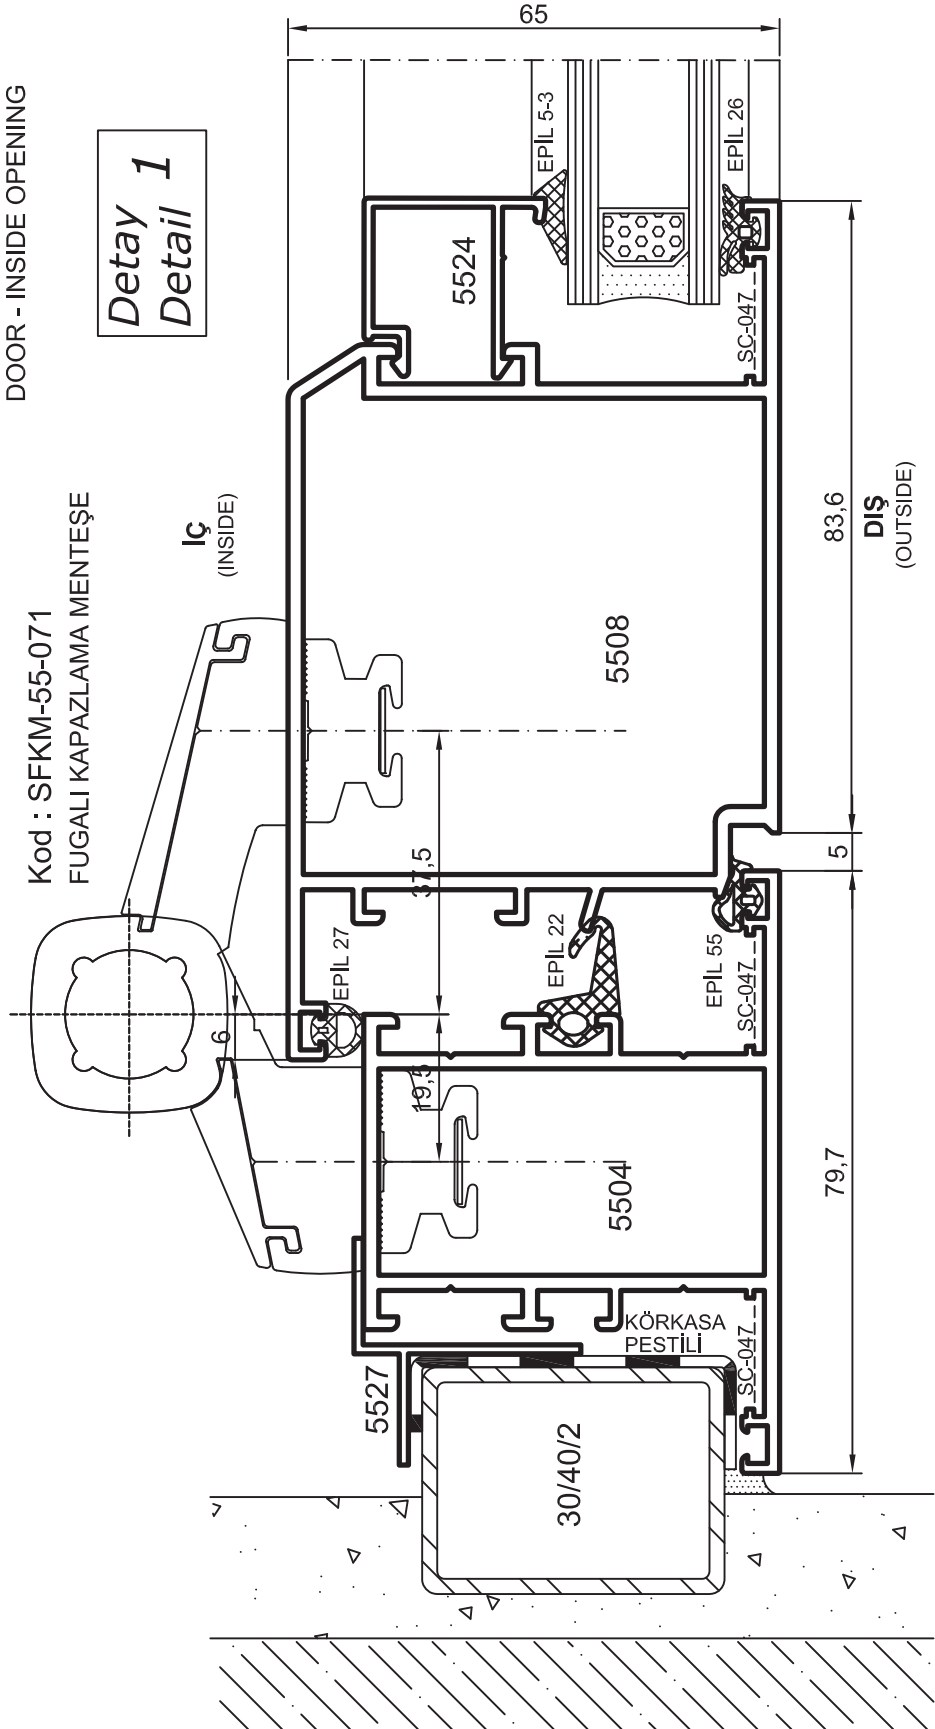 DOOR - INSIDE OPENING
Detay 1
Detail
Kod : SFKM-55-071
FUGALI KAPAZLAMA MENTEŞE
İÇ
(INSIDE)
65
EPİL 5-3
EPİL 26
5524
SC-047
5508
83,6
DIŞ
(OUTSIDE)
37,5
5
EPİL 27
EPİL 22
EPİL 55
SC-047
6
19,5
5504
79,7
KÖRKASA
PESTİLİ
SC-047
5527
30/40/2